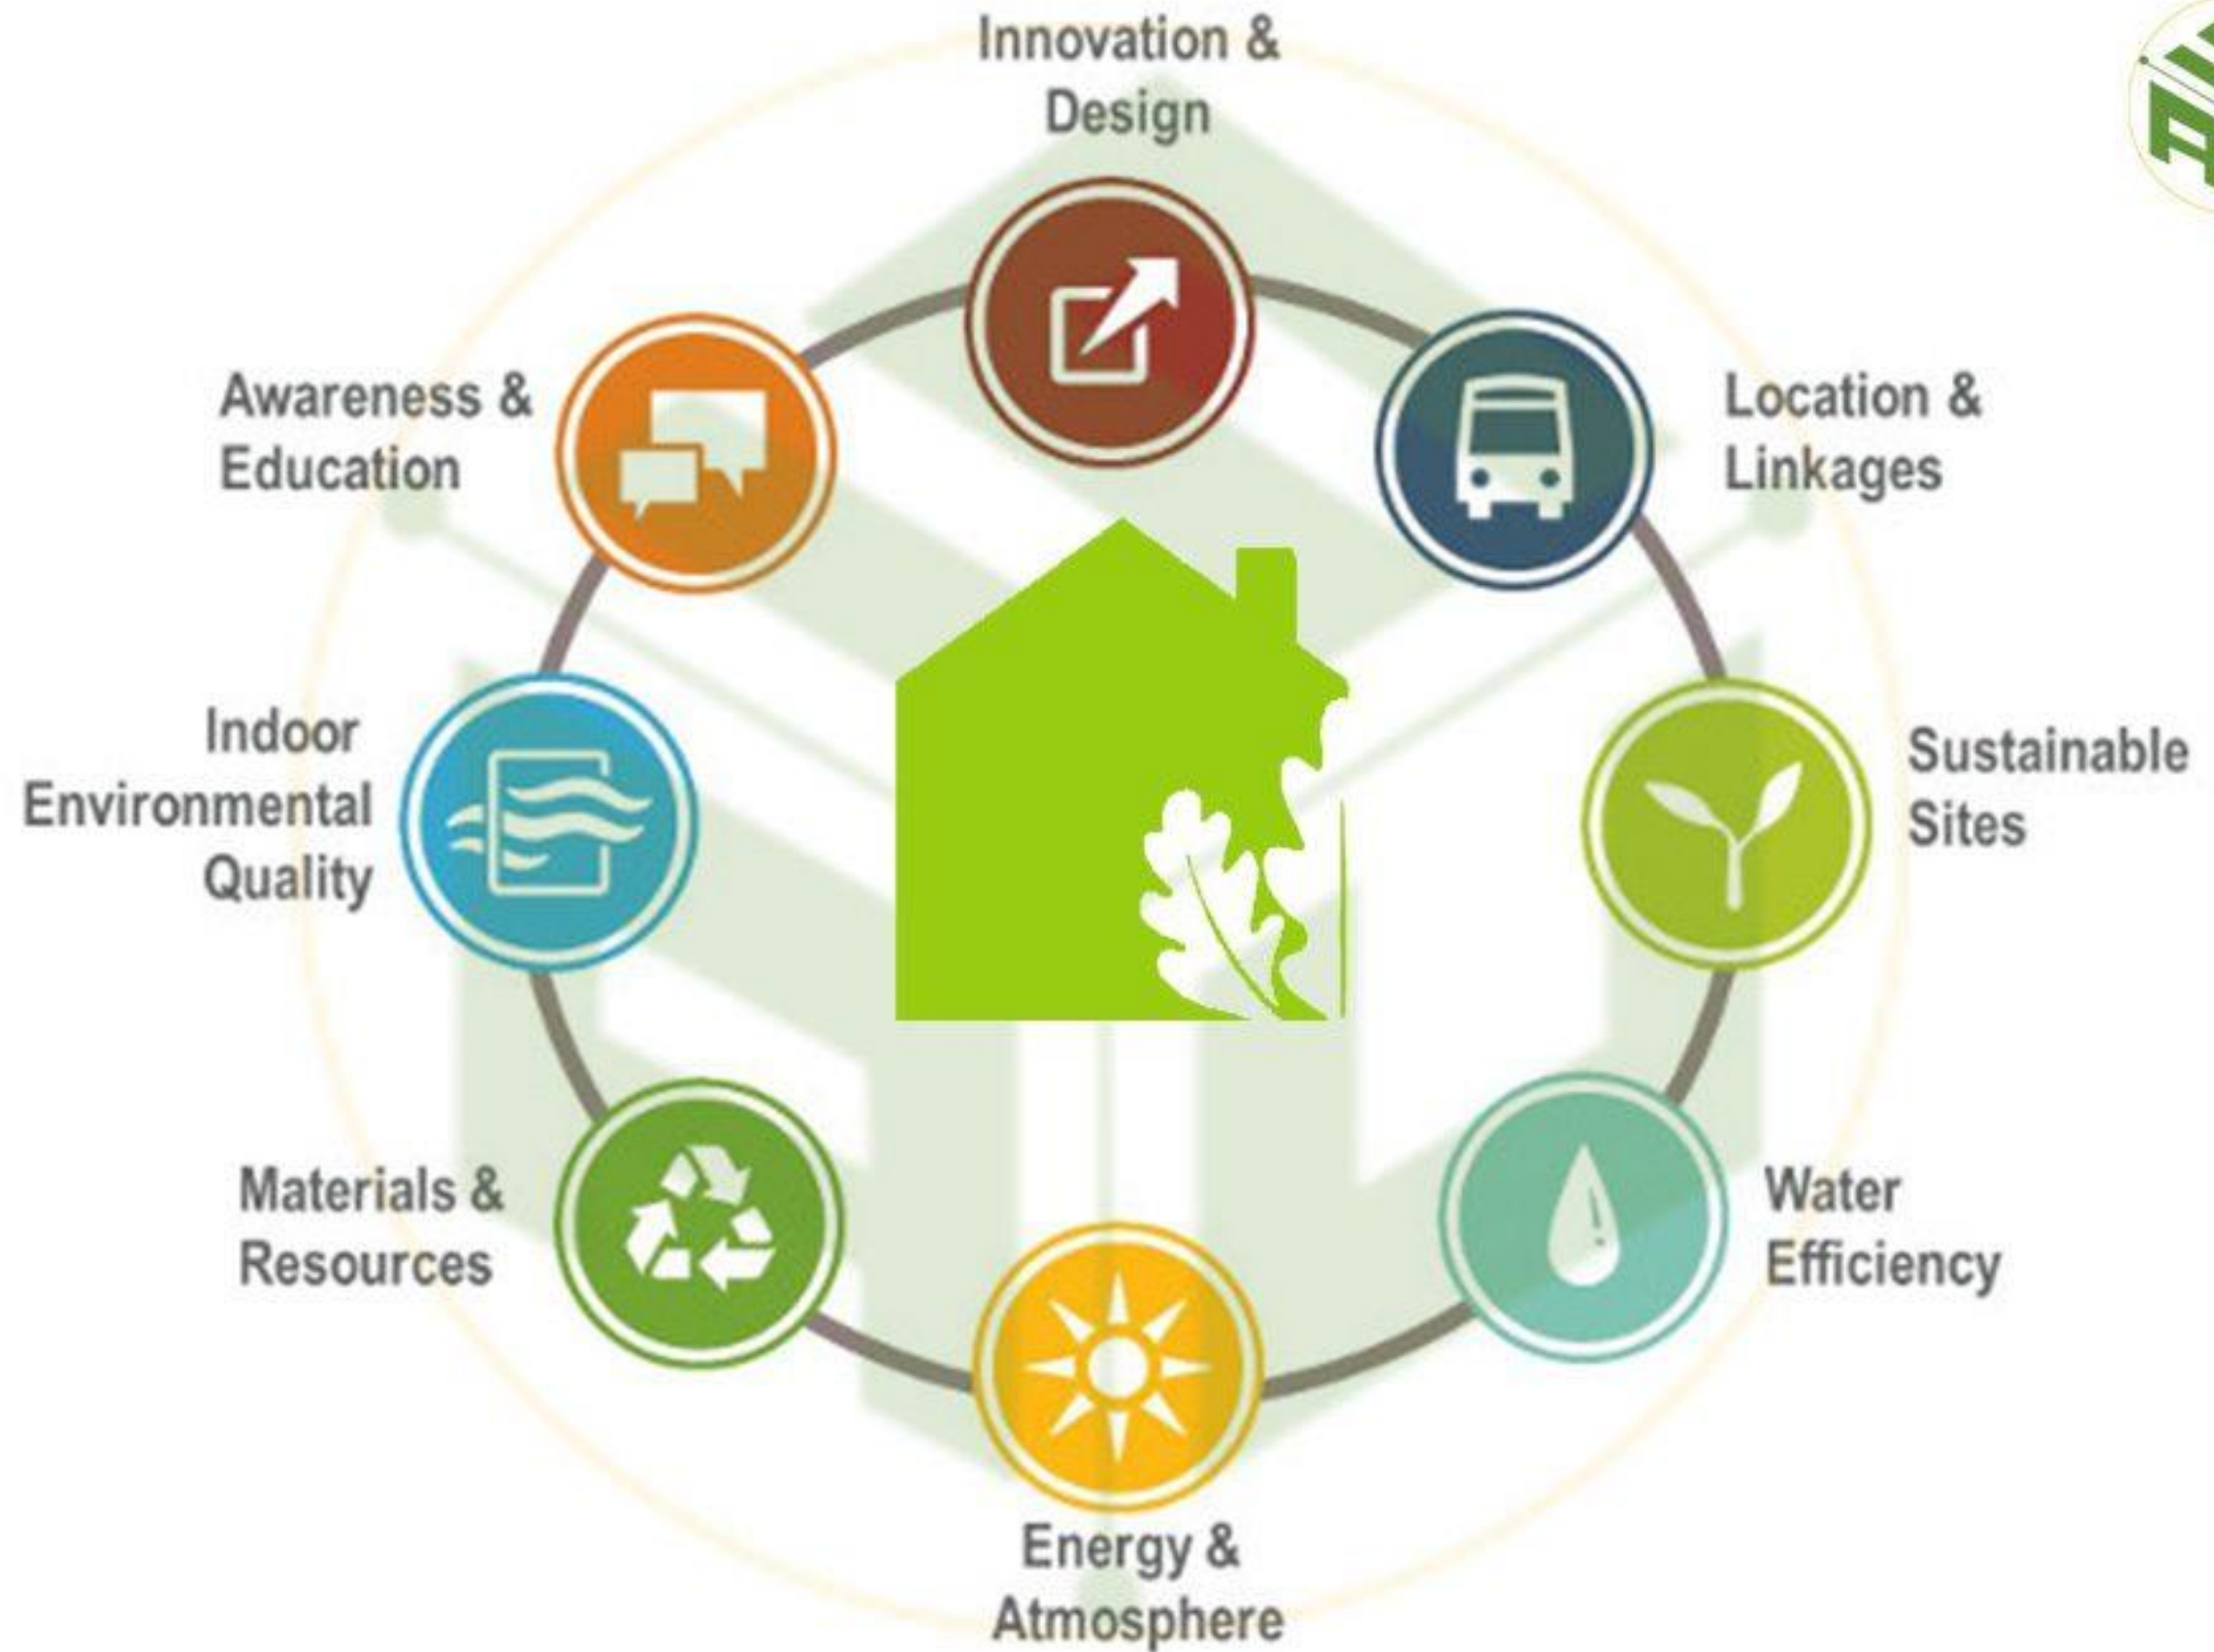 Innovation &
Design
Location &
Linkages
Sustainable
Sites
Water
Efficiency
Energy &
Atmosphere
Materials &
Resources
Indoor
Environmental
Quality
Awareness &
Education